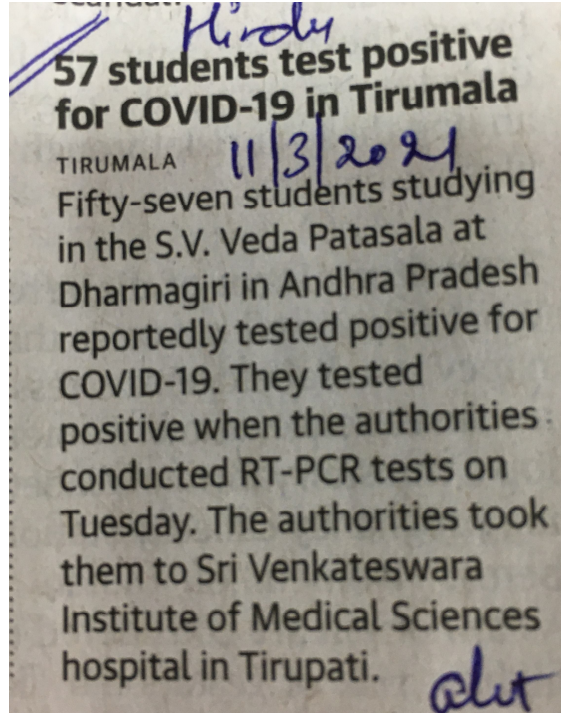 Hindu
57 students test positive
for COVID-19 in Tirumala
TIRUMALA 11/3/2021
Fifty-seven students studying
in the S.V. Veda Patasala at
Dharmagiri in Andhra Pradesh
reportedly tested positive for
COVID-19. They tested
positive when the authorities
conducted RT-PCR tests on
Tuesday. The authorities took
them to Sri Venkateswara
Institute of Medical Sciences
hospital in Tirupati.